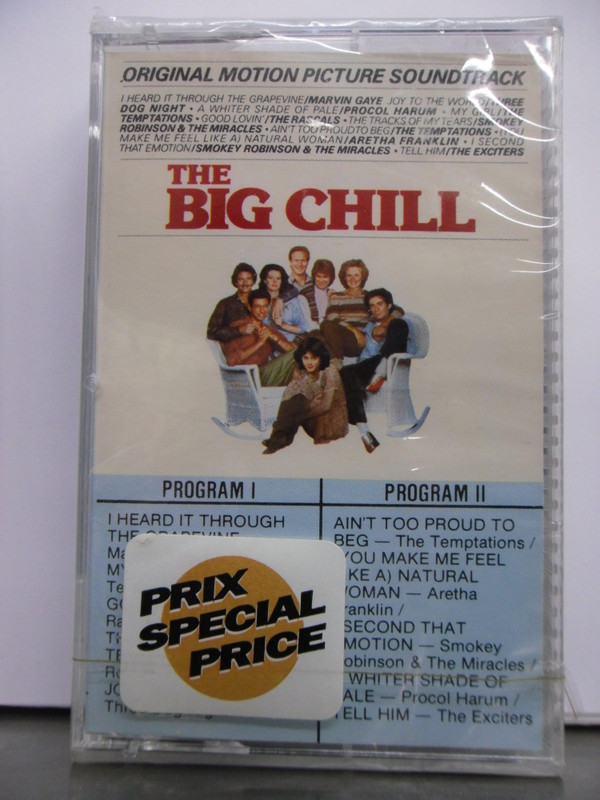 ORIGINAL MOTION PICTURE SOUNDTRACK
I HEARD IT THROUGH THE GRAPEVINE/MARVIN GAYE JOY TO THE WORLD/THREE
DOG NIGHT • A WHITER SHADE OF PALE/PROCOL HARUM • MY GIRL/THE
TEMPTATIONS • GOOD LOVIN'/THE RASCALS • THE TRACKS OF MY TEARS/SMOKEY
ROBINSON & THE MIRACLES • AIN'T TOO PROUD TO BEG/THE TEMPTATIONS • (YOU
MAKE ME FEEL LIKE A) NATURAL WOMAN/ARETHA FRANKLIN • I SECOND
THAT EMOTION/SMOKEY ROBINSON & THE MIRACLES • TELL HIM/THE EXCITERS
THE
BIG CHILL
PROGRAM I
I HEARD IT THROUGH
THE GRAPEVINE
PRIX
SPECIAL
PRICE
PROGRAM II
AIN'T TOO PROUD TO
BEG — The Temptations /
(YOU MAKE ME FEEL
KE A) NATURAL
WOMAN — Aretha
ranklin /
SECOND THAT
MOTION — Smokey
obinson & The Miracles /
WHITER SHADE OF
PALE — Procol Harum /
TELL HIM — The Exciters